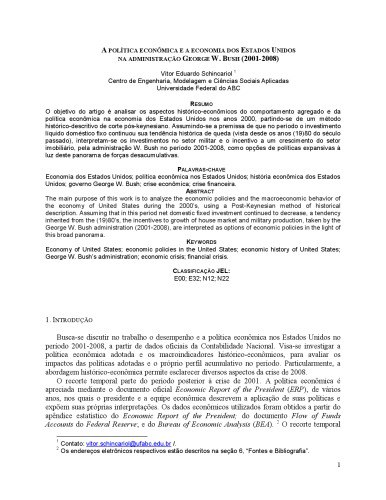 A POLÍTICA ECONÔMICA E A ECONOMIA DOS ESTADOS UNIDOS
NA ADMINISTRAÇÃO GEORGE W. BUSH (2001-2008)
Vitor Eduardo Schincariol 1
Centro de Engenharia, Modelagem e Ciências Sociais Aplicadas
Universidade Federal do ABC
RESUMO
O objetivo do artigo é analisar os aspectos histórico-econômicos do comportamento agregado e da
política econômica em economia dos Estados Unidos nos anos 2000, partindo-se de um método
histórico-descritivo de corte pós-keynesiano. Assumindo-se a premissa de que no período o investimento
líquido doméstico fixo continuou sua tendência histórica de queda (vista desde os anos (19)80 do século
passado), interpretam-se os investimentos no setor militar e o incentivo a um crescimento do setor
imobiliário, pela administração W. Bush no período 2001-2008, como opções de políticas expansivas à
luz deste panorama de forças desacumulativas.
PALAVRAS-CHAVE
Economia dos Estados Unidos; política econômica nos Estados Unidos; história econômica dos Estados
Unidos; governo George W. Bush; crise econômica; crise financeira.
ABSTRACT
The main purpose of this work is to analyze the economic policies and the macroeconomic behavior of
the economy of United States during the 2000's, using a Post-Keynesian method of historical
description. Assuming that in this period net domestic fixed investment continued to decrease, a tendency
inherited from the (19)80's, the incentives to growth of house market and military production, taken by the
George W. Bush administration (2001-2008), are interpreted as options of economic policies in the light of
this broad panorama.
KEYWORDS
Economy of United States; economic policies in the United States; economic history of United States;
George W. Bush's administration; economic crisis; financial crisis.
CLASSIFICAÇÃO JEL:
E00; E32; N12; N22
1. INTRODUÇÃO
Busca-se discutir no trabalho o desempenho e a política econômica nos Estados Unidos no
período 2001-2008, a partir de dados oficiais da Contabilidade Nacional. Visa-se investigar a
política econômica adotada e os macroindicadores histórico-econômicos, para avaliar os
impactos das políticas adotadas e o próprio perfil acumulativo no período. Particularmente, a
abordagem histórico-econômica permite esclarecer diversos aspectos da crise de 2008.
O recorte temporal parte do período posterior à crise de 2001. A política econômica é
apreciada mediante o documento oficial Economic Report of the President (ERP), de vários
anos, nos quais o presidente e a equipe econômica descrevem a aplicação de suas políticas e
expõem suas próprias interpretações. Os dados econômicos utilizados foram obtidos a partir do
apêndice estatístico do Economic Report of the President; do documento Flow of Funds
Accounts do Federal Reserve, e do Bureau of Economic Analysis (BEA). 2 O recorte temporal
1 Contato: vitor.schincariol@ufabc.edu.br /.
2 Os endereços eletrônicos respectivos estão descritos na seção 6, "Fontes e Bibliografia".
1